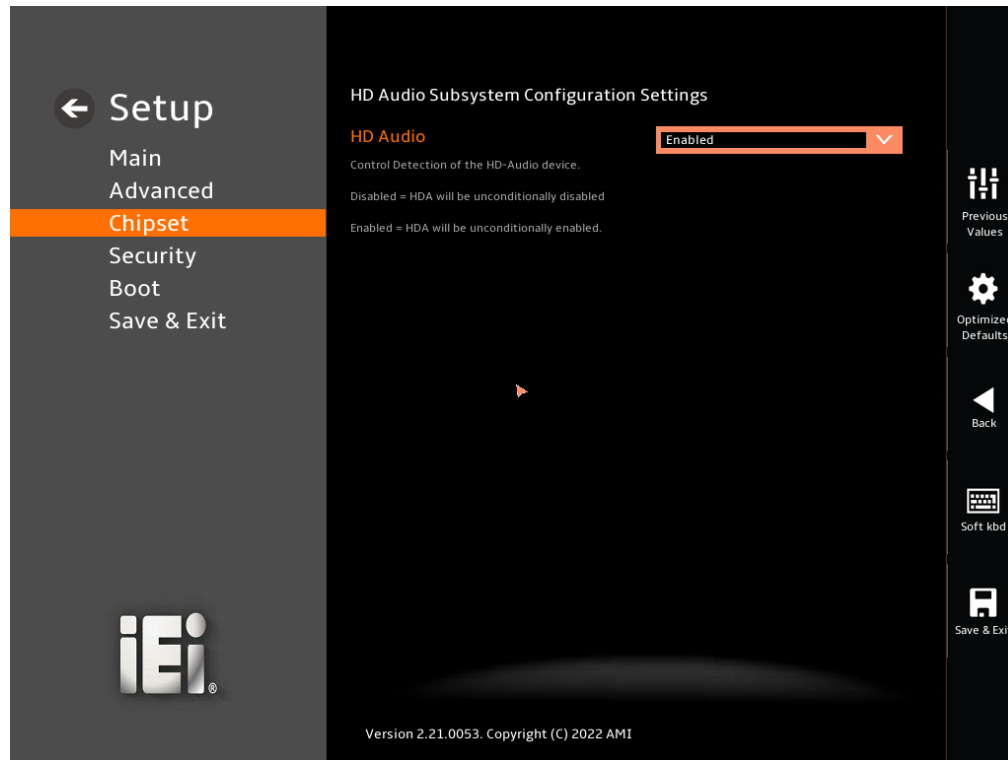 Setup
Main
Advanced
Chipset
Security
Boot
Save & Exit
iEi®
HD Audio Subsystem Configuration Settings
HD Audio
Enabled
Control Detection of the HD-Audio device.
Disabled = HDA will be unconditionally disabled
Enabled = HDA will be unconditionally enabled.
Version 2.21.0053. Copyright (C) 2022 AMI
Previous
Values
Optimized
Defaults
Back
Soft kbd
Save & Exi